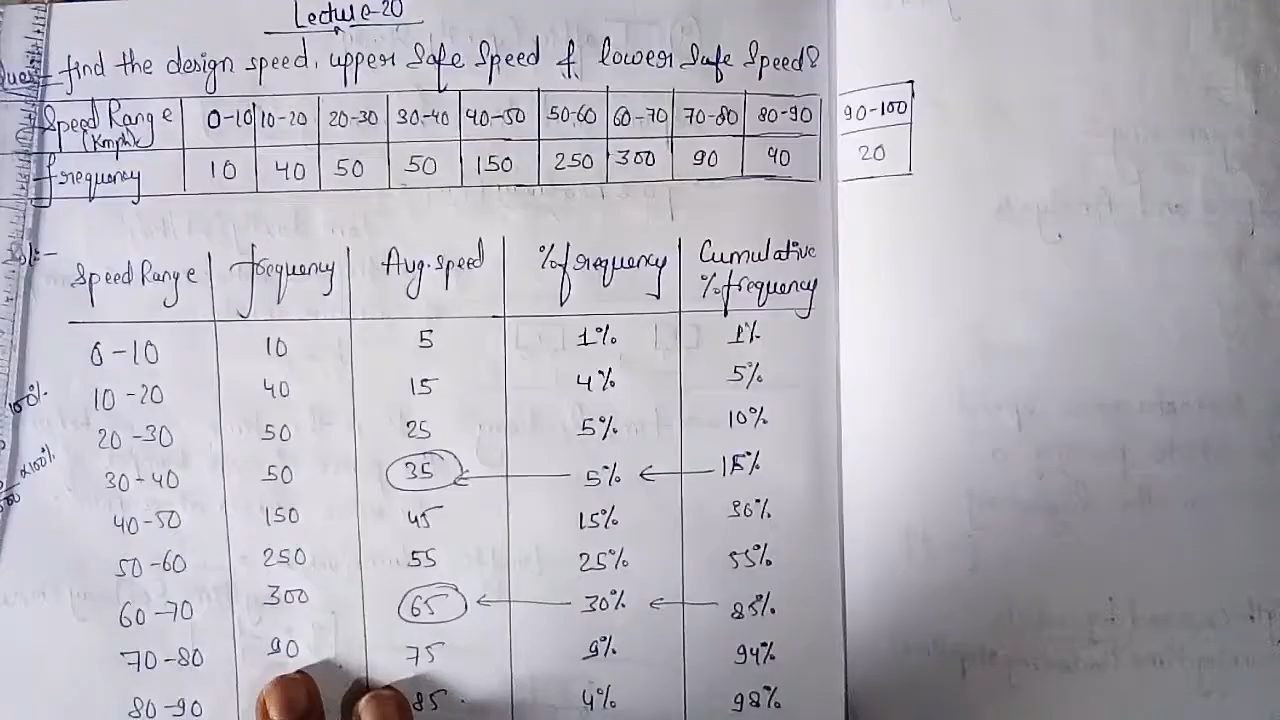 Lecture-20
Ques:- find the design speed, upper Safe Speed & lower Safe Speed?
Speed Range (Kmph) 0-10 10-20 20-30 30-40 40-50 50-60 60-70 70-80 80-90 90-100
frequency 10 40 50 50 150 250 300 90 40 20
Sol:-
Speed Range frequency Avg. speed % frequency Cumulative % frequency
0-10 10 5 1% 1%
10-20 40 15 4% 5%
20-30 50 25 5% 10%
30-40 50 35 5% 15%
40-50 150 45 15% 30%
50-60 250 55 25% 55%
60-70 300 65 30% 85%
70-80 90 75 9% 94%
80-90 85 4% 98%
100%
x100%